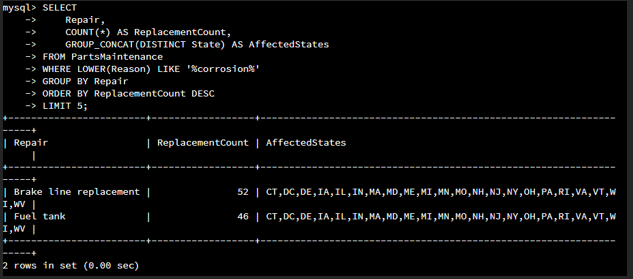 mysql> SELECT
    ->     Repair,
    ->     COUNT(*) AS ReplacementCount,
    ->     GROUP_CONCAT(DISTINCT State) AS AffectedStates
    -> FROM PartsMaintenance
    -> WHERE LOWER(Reason) LIKE '%corrosion%'
    -> GROUP BY Repair
    -> ORDER BY ReplacementCount DESC
    -> LIMIT 5;
+------------------------+------------------+------------------------------------------------------------
-----+
| Repair                 | ReplacementCount | AffectedStates
     |
+------------------------+------------------+------------------------------------------------------------
-----+
| Brake line replacement |               52 | CT,DC,DE,IA,IL,IN,MA,MD,ME,MI,MN,MO,NH,NJ,NY,OH,PA,RI,VA,VT,W
I,WV |
| Fuel tank              |               46 | CT,DC,DE,IA,IL,IN,MA,MD,ME,MI,MN,MO,NH,NJ,NY,OH,PA,RI,VA,VT,W
I,WV |
+------------------------+------------------+------------------------------------------------------------
-----+
2 rows in set (0.00 sec)